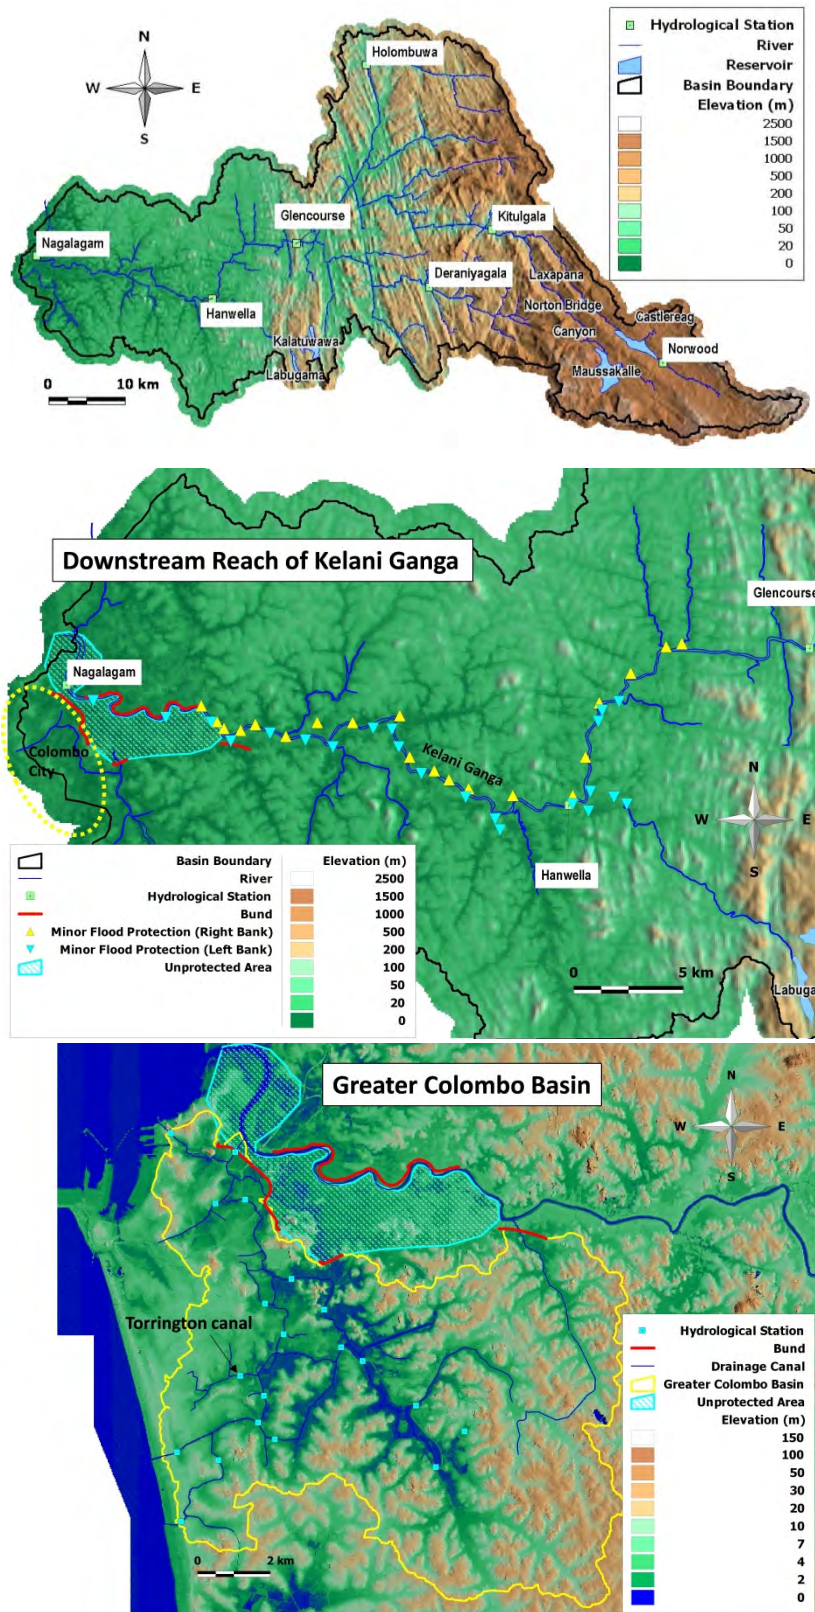 N
W
E
S
Holombuwa
Glencourse
Kitulgala
Nagalagam
Deraniyagala
Laxapana
Hanwella
Norton Bridge
Castlereag
Kalatuwawa
Canyon
Norwood
Labugama
Maussakalle
0 10 km
Hydrological Station
River
Reservoir
Basin Boundary
Elevation (m)
2500
1500
1000
500
200
100
50
20
0
Downstream Reach of Kelani Ganga
Glencourse
Nagalagam
Colombo
City
Kelani Ganga
N
W
E
S
Hanwella
0 5 km
Labuga
Basin Boundary
River
Hydrological Station
Bund
Minor Flood Protection (Right Bank)
Minor Flood Protection (Left Bank)
Unprotected Area
Elevation (m)
2500
1500
1000
500
200
100
50
20
0
Greater Colombo Basin
N
W
E
S
Torrington canal
0 2 km
Hydrological Station
Bund
Drainage Canal
Greater Colombo Basin
Unprotected Area
Elevation (m)
150
100
50
30
20
10
7
4
2
0